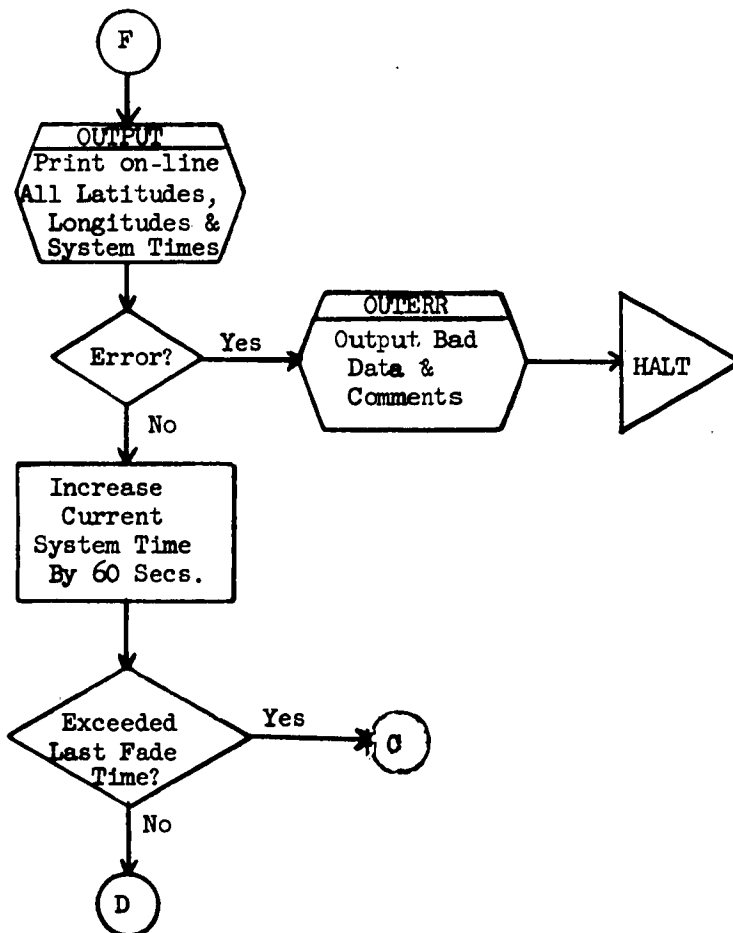 F
OUTPUT
Print on-line
All Latitudes,
Longitudes &
System Times
Error?
Yes
OUTERR
Output Bad
Data &
Comments
HALT
No
Increase
Current
System Time
By 60 Secs.
Exceeded
Last Fade
Time?
Yes
No
D